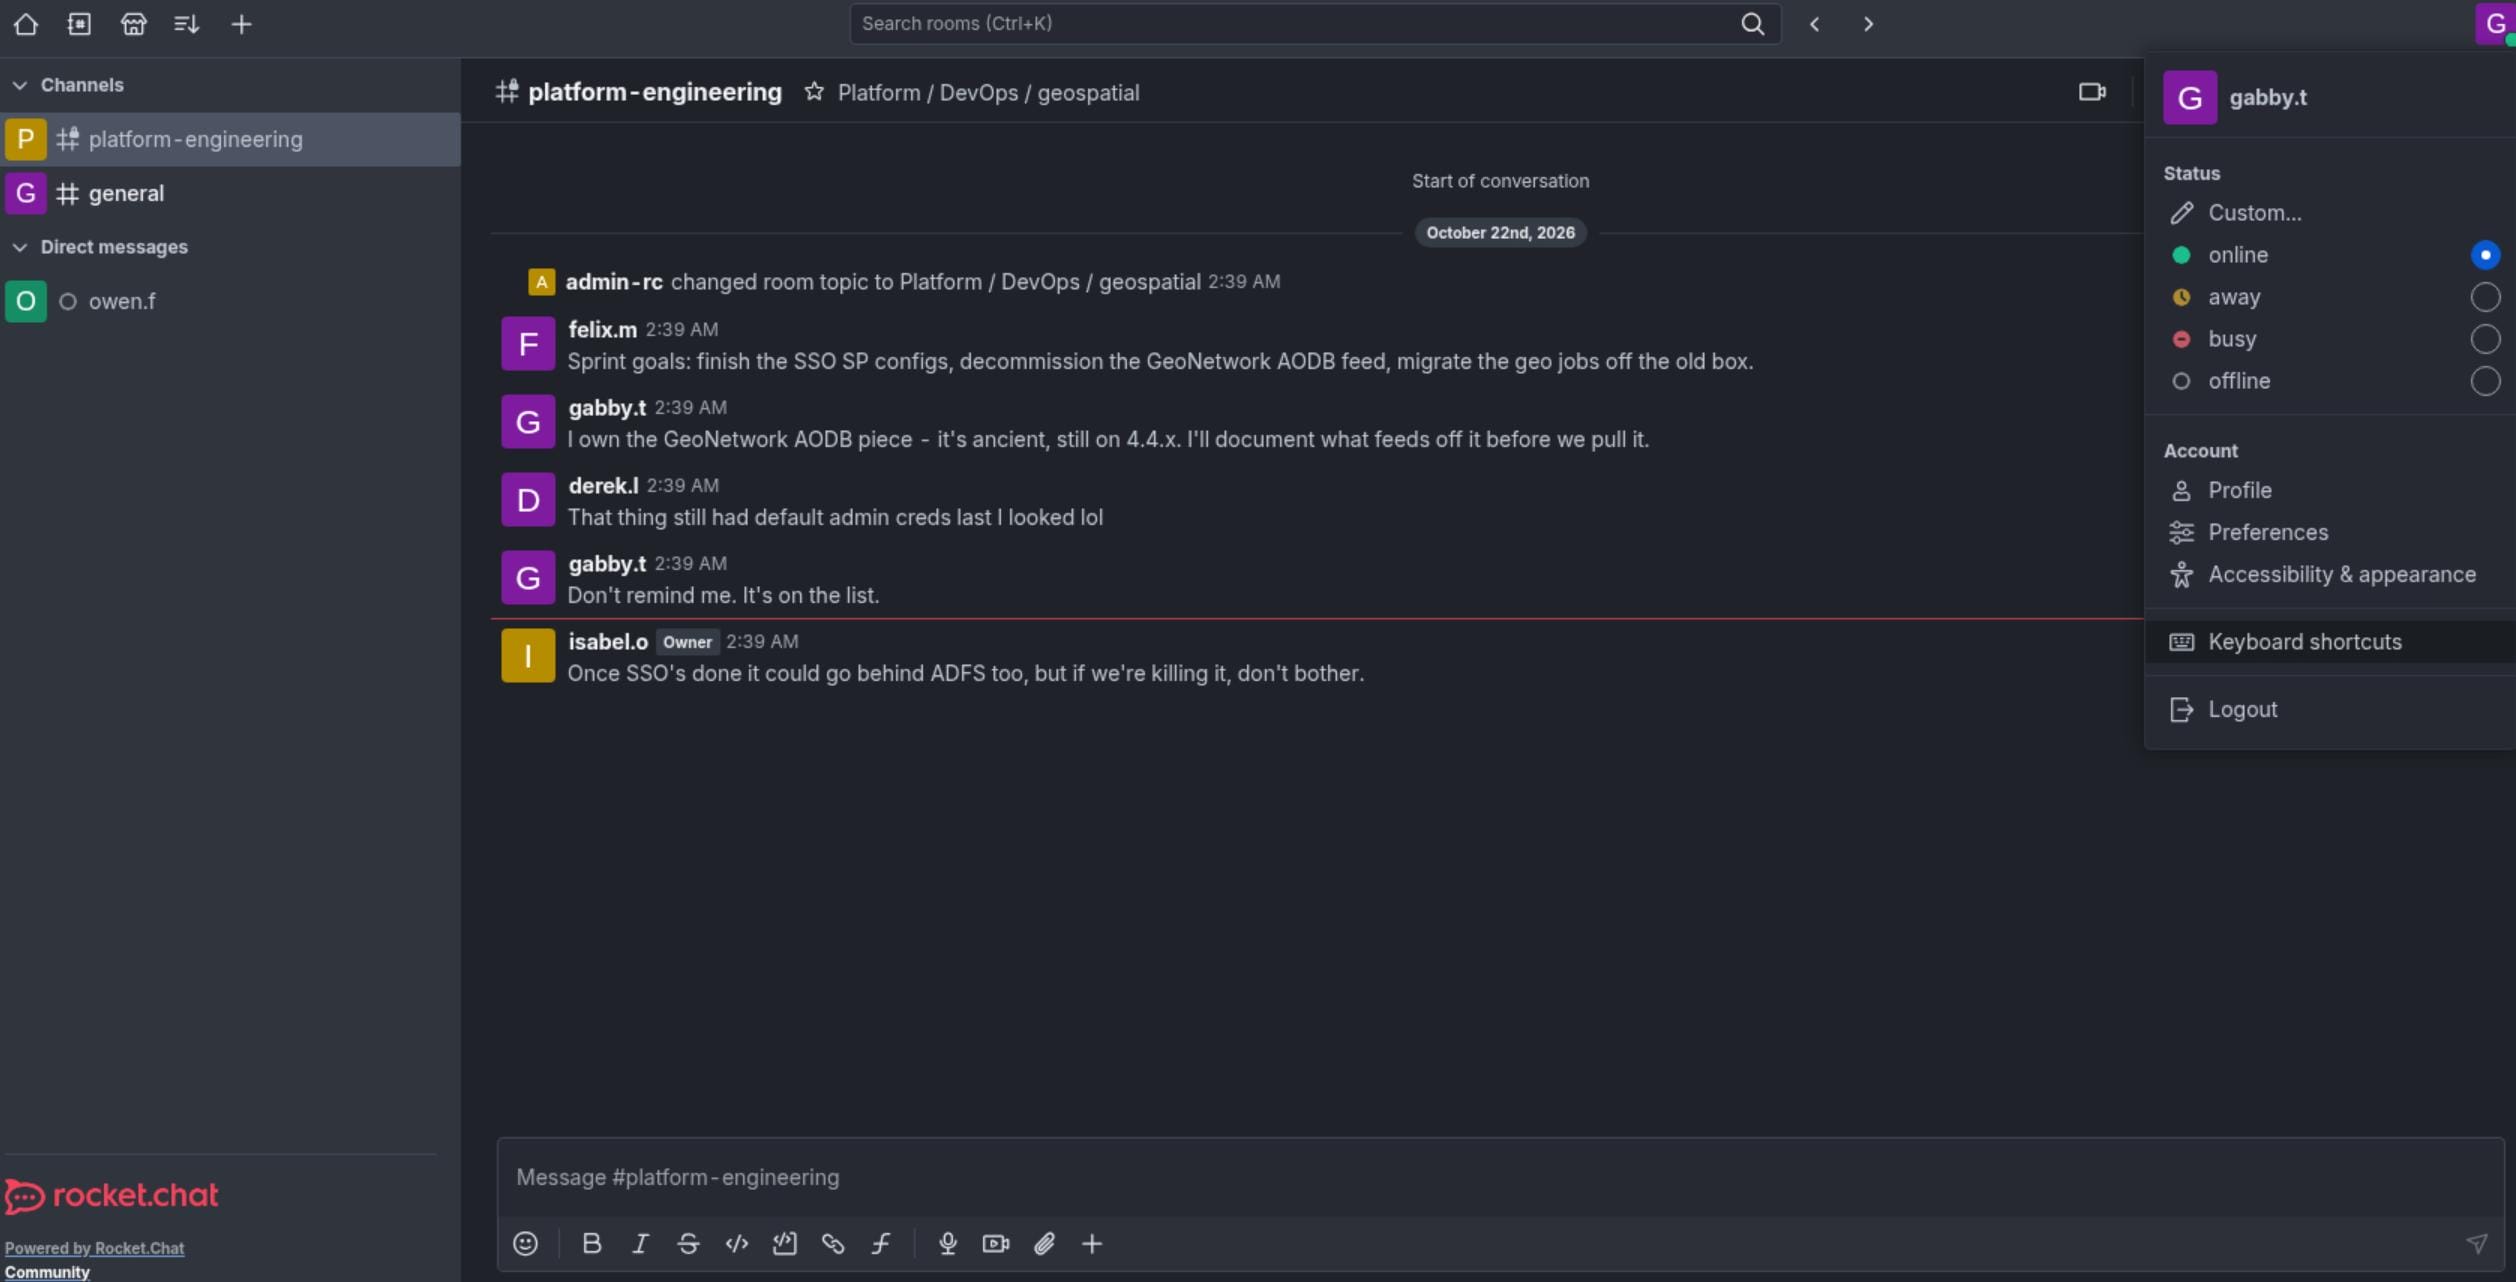 Search rooms (Ctrl+K)
G
Channels
P platform-engineering
G general
Direct messages
O owen.f
platform-engineering Platform / DevOps / geospatial
Start of conversation
October 22nd, 2026
A admin-rc changed room topic to Platform / DevOps / geospatial 2:39 AM
F felix.m 2:39 AM
Sprint goals: finish the SSO SP configs, decommission the GeoNetwork AODB feed, migrate the geo jobs off the old box.
G gabby.t 2:39 AM
I own the GeoNetwork AODB piece - it's ancient, still on 4.4.x. I'll document what feeds off it before we pull it.
D derek.l 2:39 AM
That thing still had default admin creds last I looked lol
G gabby.t 2:39 AM
Don't remind me. It's on the list.
I isabel.o Owner 2:39 AM
Once SSO's done it could go behind ADFS too, but if we're killing it, don't bother.
G gabby.t
Status
Custom...
online
away
busy
offline
Account
Profile
Preferences
Accessibility & appearance
Keyboard shortcuts
Logout
Message #platform-engineering
rocket.chat
Powered by Rocket.Chat
Community